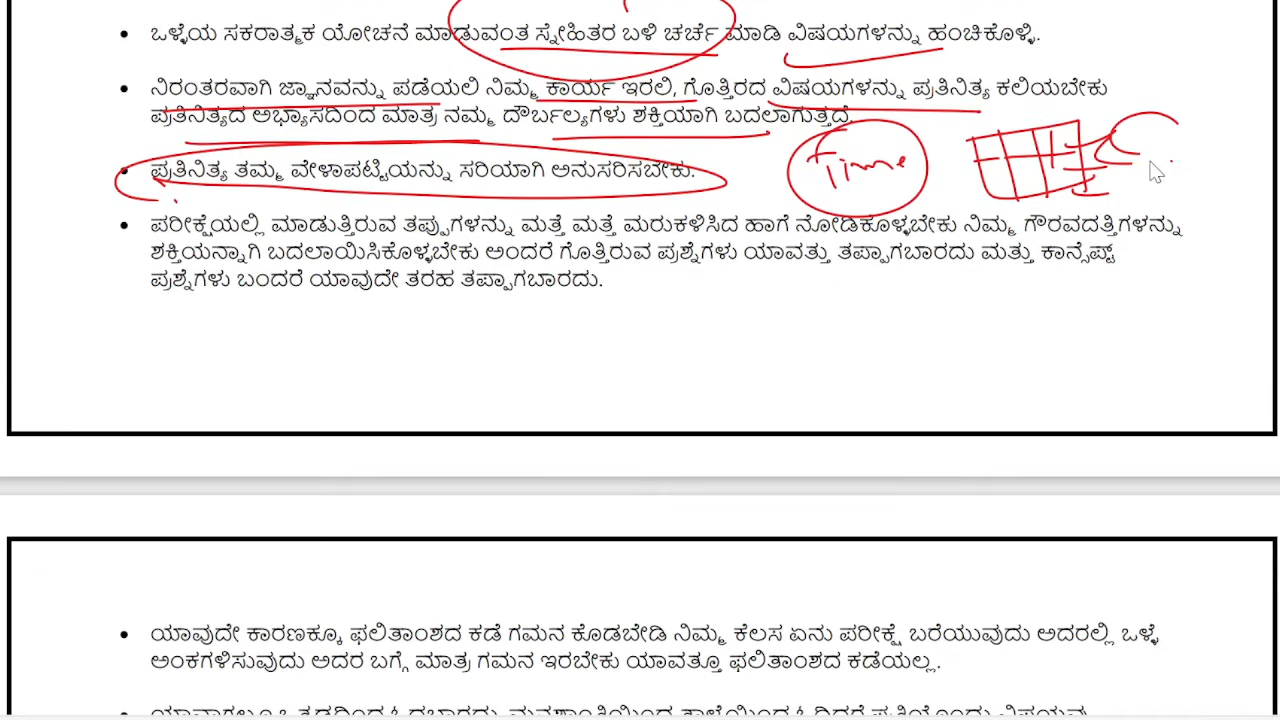 • ಒಳ್ಳೆಯ ಸಕರಾತ್ಮಕ ಯೋಚನೆ ಮಾಡುವಂತ ಸ್ನೇಹಿತರ ಬಳಿ ಚರ್ಚೆ ಮಾಡಿ ವಿಷಯಗಳನ್ನು ಹಂಚಿಕೊಳ್ಳಿ.
• ನಿರಂತರವಾಗಿ ಜ್ಞಾನವನ್ನು ಪಡೆಯಲಿ ನಿಮ್ಮ ಕಾರ್ಯ ಇರಲಿ, ಗೊತ್ತಿರದ ವಿಷಯಗಳನ್ನು ಪ್ರತಿನಿತ್ಯ ಕಲಿಯಬೇಕು
ಪ್ರತಿನಿತ್ಯದ ಅಭ್ಯಾಸದಿಂದ ಮಾತ್ರ ನಮ್ಮ ದೌರ್ಬಲ್ಯಗಳು ಶಕ್ತಿಯಾಗಿ ಬದಲಾಗುತ್ತದೆ.
• ಪ್ರತಿನಿತ್ಯ ತಮ್ಮ ವೇಳಾಪಟ್ಟಿಯನ್ನು ಸರಿಯಾಗಿ ಅನುಸರಿಸಬೇಕು.
Time
• ಪರೀಕ್ಷೆಯಲ್ಲಿ ಮಾಡುತ್ತಿರುವ ತಪ್ಪುಗಳನ್ನು ಮತ್ತೆ ಮತ್ತೆ ಮರುಕಳಿಸಿದ ಹಾಗೆ ನೋಡಿಕೊಳ್ಳಬೇಕು ನಿಮ್ಮ ಗೌರವದತ್ತಿಗಳನ್ನು
ಶಕ್ತಿಯನ್ನಾಗಿ ಬದಲಾಯಿಸಿಕೊಳ್ಳಬೇಕು ಅಂದರೆ ಗೊತ್ತಿರುವ ಪ್ರಶ್ನೆಗಳು ಯಾವತ್ತು ತಪ್ಪಾಗಬಾರದು ಮತ್ತು ಕಾನ್ಸೆಪ್ಟ್
ಪ್ರಶ್ನೆಗಳು ಬಂದರೆ ಯಾವುದೇ ತರಹ ತಪ್ಪಾಗಬಾರದು.
• ಯಾವುದೇ ಕಾರಣಕ್ಕೂ ಫಲಿತಾಂಶದ ಕಡೆ ಗಮನ ಕೊಡಬೇಡಿ ನಿಮ್ಮ ಕೆಲಸ ಏನು ಪರೀಕ್ಷೆ ಬರೆಯುವುದು ಅದರಲ್ಲಿ ಒಳ್ಳೆ
ಅಂಕಗಳಿಸುವುದು ಅದರ ಬಗ್ಗೆ ಮಾತ್ರ ಗಮನ ಇರಬೇಕು ಯಾವತ್ತೂ ಫಲಿತಾಂಶದ ಕಡೆಯಲ್ಲ.